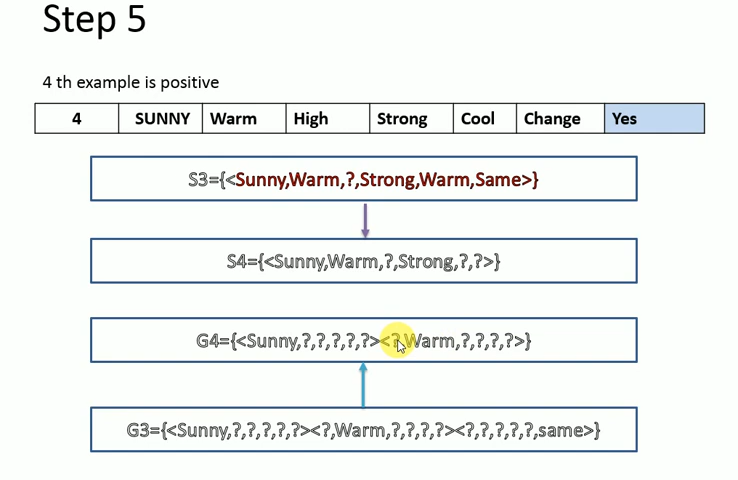 Step 5
4 th example is positive
4 SUNNY Warm High Strong Cool Change Yes
S3={<Sunny,Warm,?,Strong,Warm,Same>}
S4={<Sunny,Warm,?,Strong,?,?>}
G4={<Sunny,?,?,?,?,?><?,Warm,?,?,?,?>}
G3={<Sunny,?,?,?,?,?><?,Warm,?,?,?,?><?,?,?,?,?,same>}